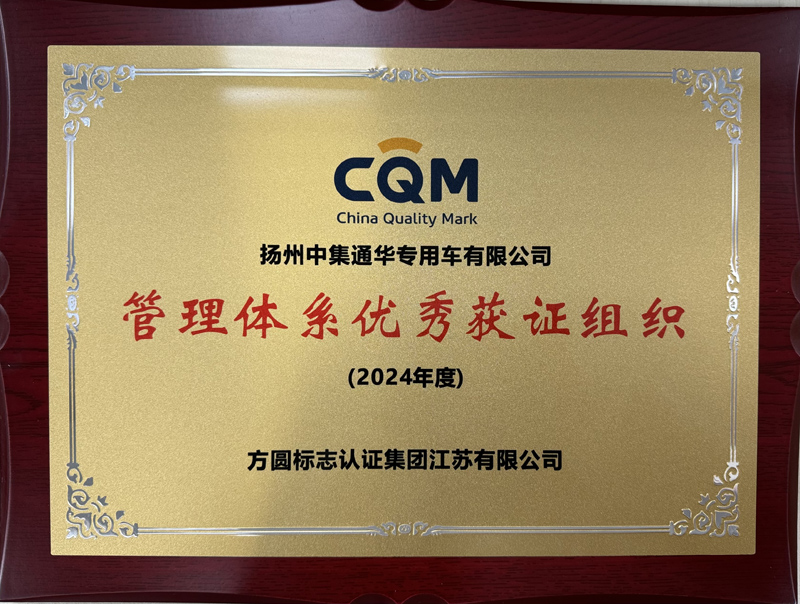 CQM
China Quality Mark
扬州中集通华专用车有限公司
管理体系优秀获证组织
(2024年度)
方圆标志认证集团江苏有限公司